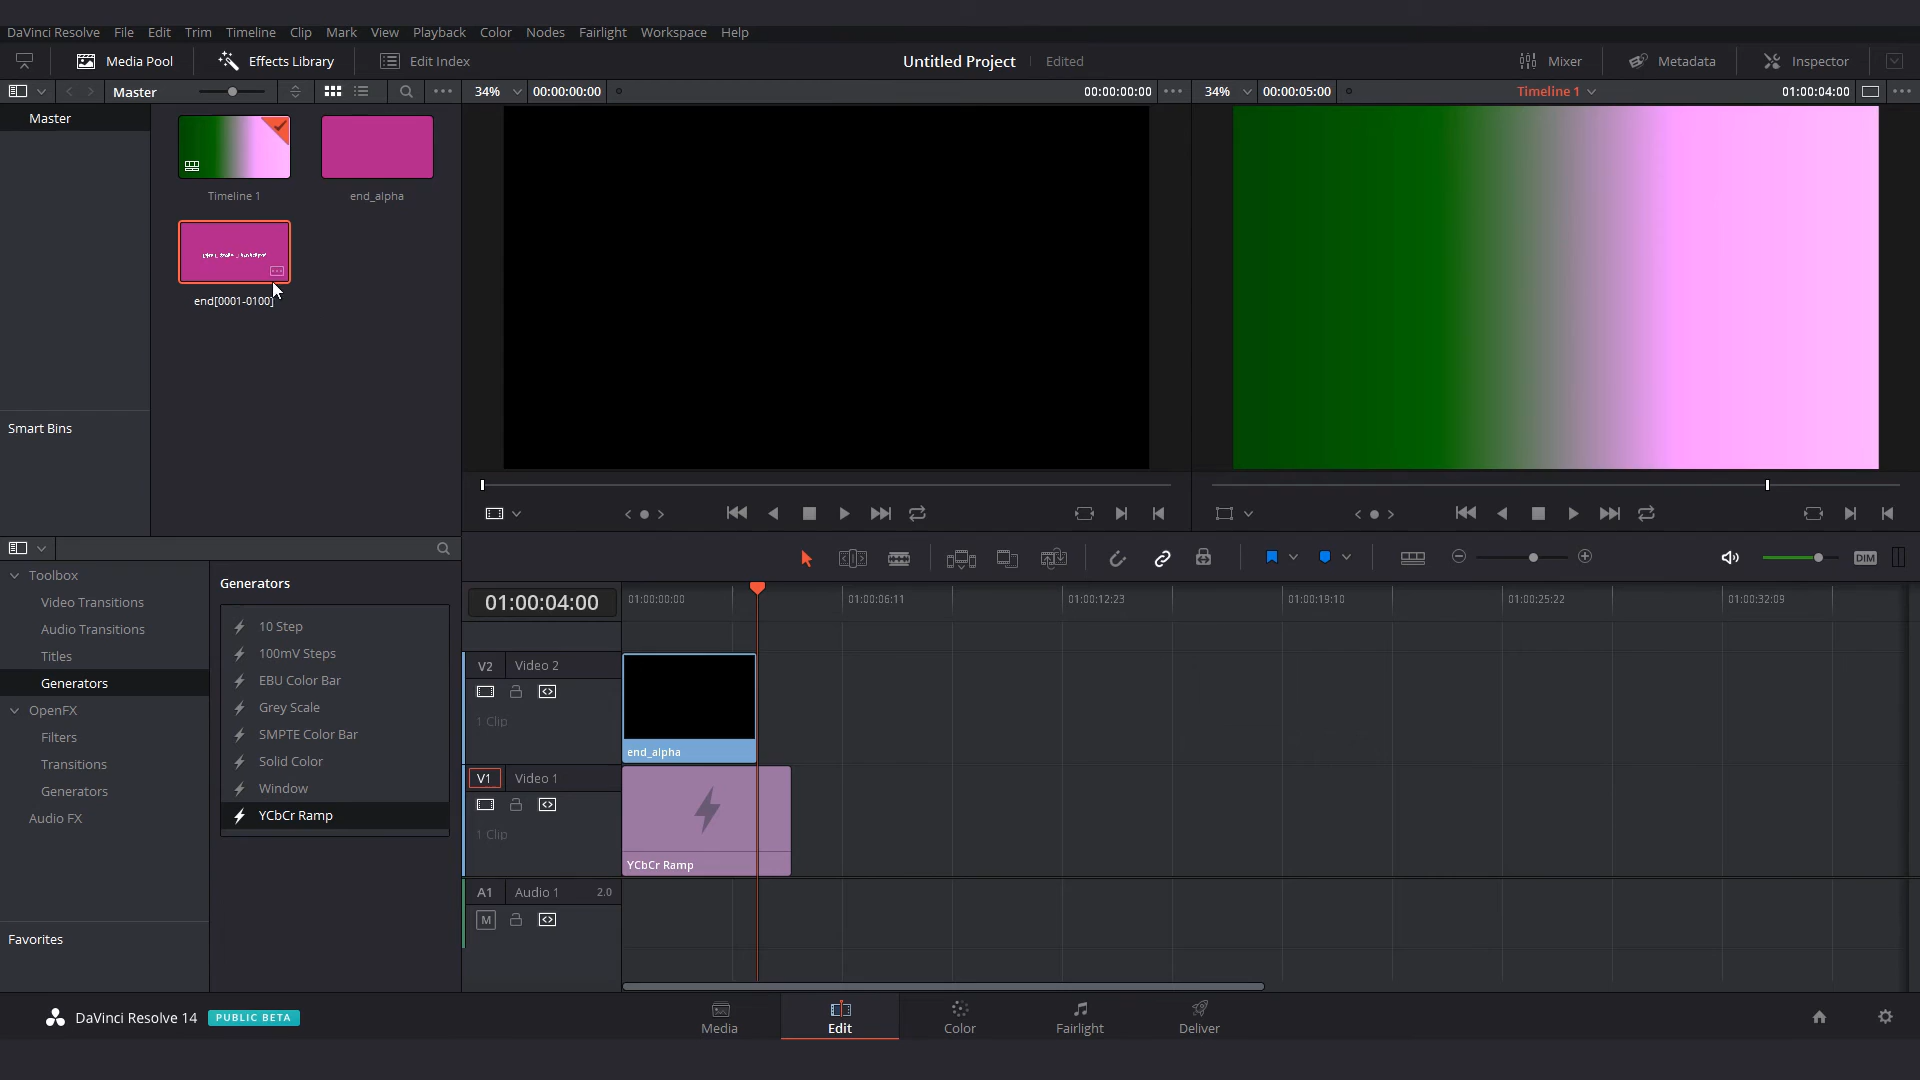 DaVinci Resolve File Edit Trim Timeline Clip Mark View Playback Color Nodes Fairlight Workspace Help
Media Pool Effects Library Edit Index Untitled Project Edited Mixer Metadata Inspector
Master 34% 00:00:00:00 00:00:00:00 34% 00:00:05:00 Timeline 1 01:00:04:00
Master
Timeline 1 end_alpha
end[0001-0100]
Smart Bins
Toolbox
Video Transitions
Audio Transitions
Titles
Generators
OpenFX
Filters
Transitions
Generators
Audio FX
Favorites
Generators
10 Step
100mV Steps
EBU Color Bar
Grey Scale
SMPTE Color Bar
Solid Color
Window
YCbCr Ramp
DIM
01:00:04:00 01:00:00:00 01:00:06:11 01:00:12:23 01:00:19:10 01:00:25:22 01:00:32:09
V2 Video 2
1 Clip
end_alpha
V1 Video 1
1 Clip
YCbCr Ramp
A1 Audio 1 2.0
M
DaVinci Resolve 14 PUBLIC BETA
Media Edit Color Fairlight Deliver